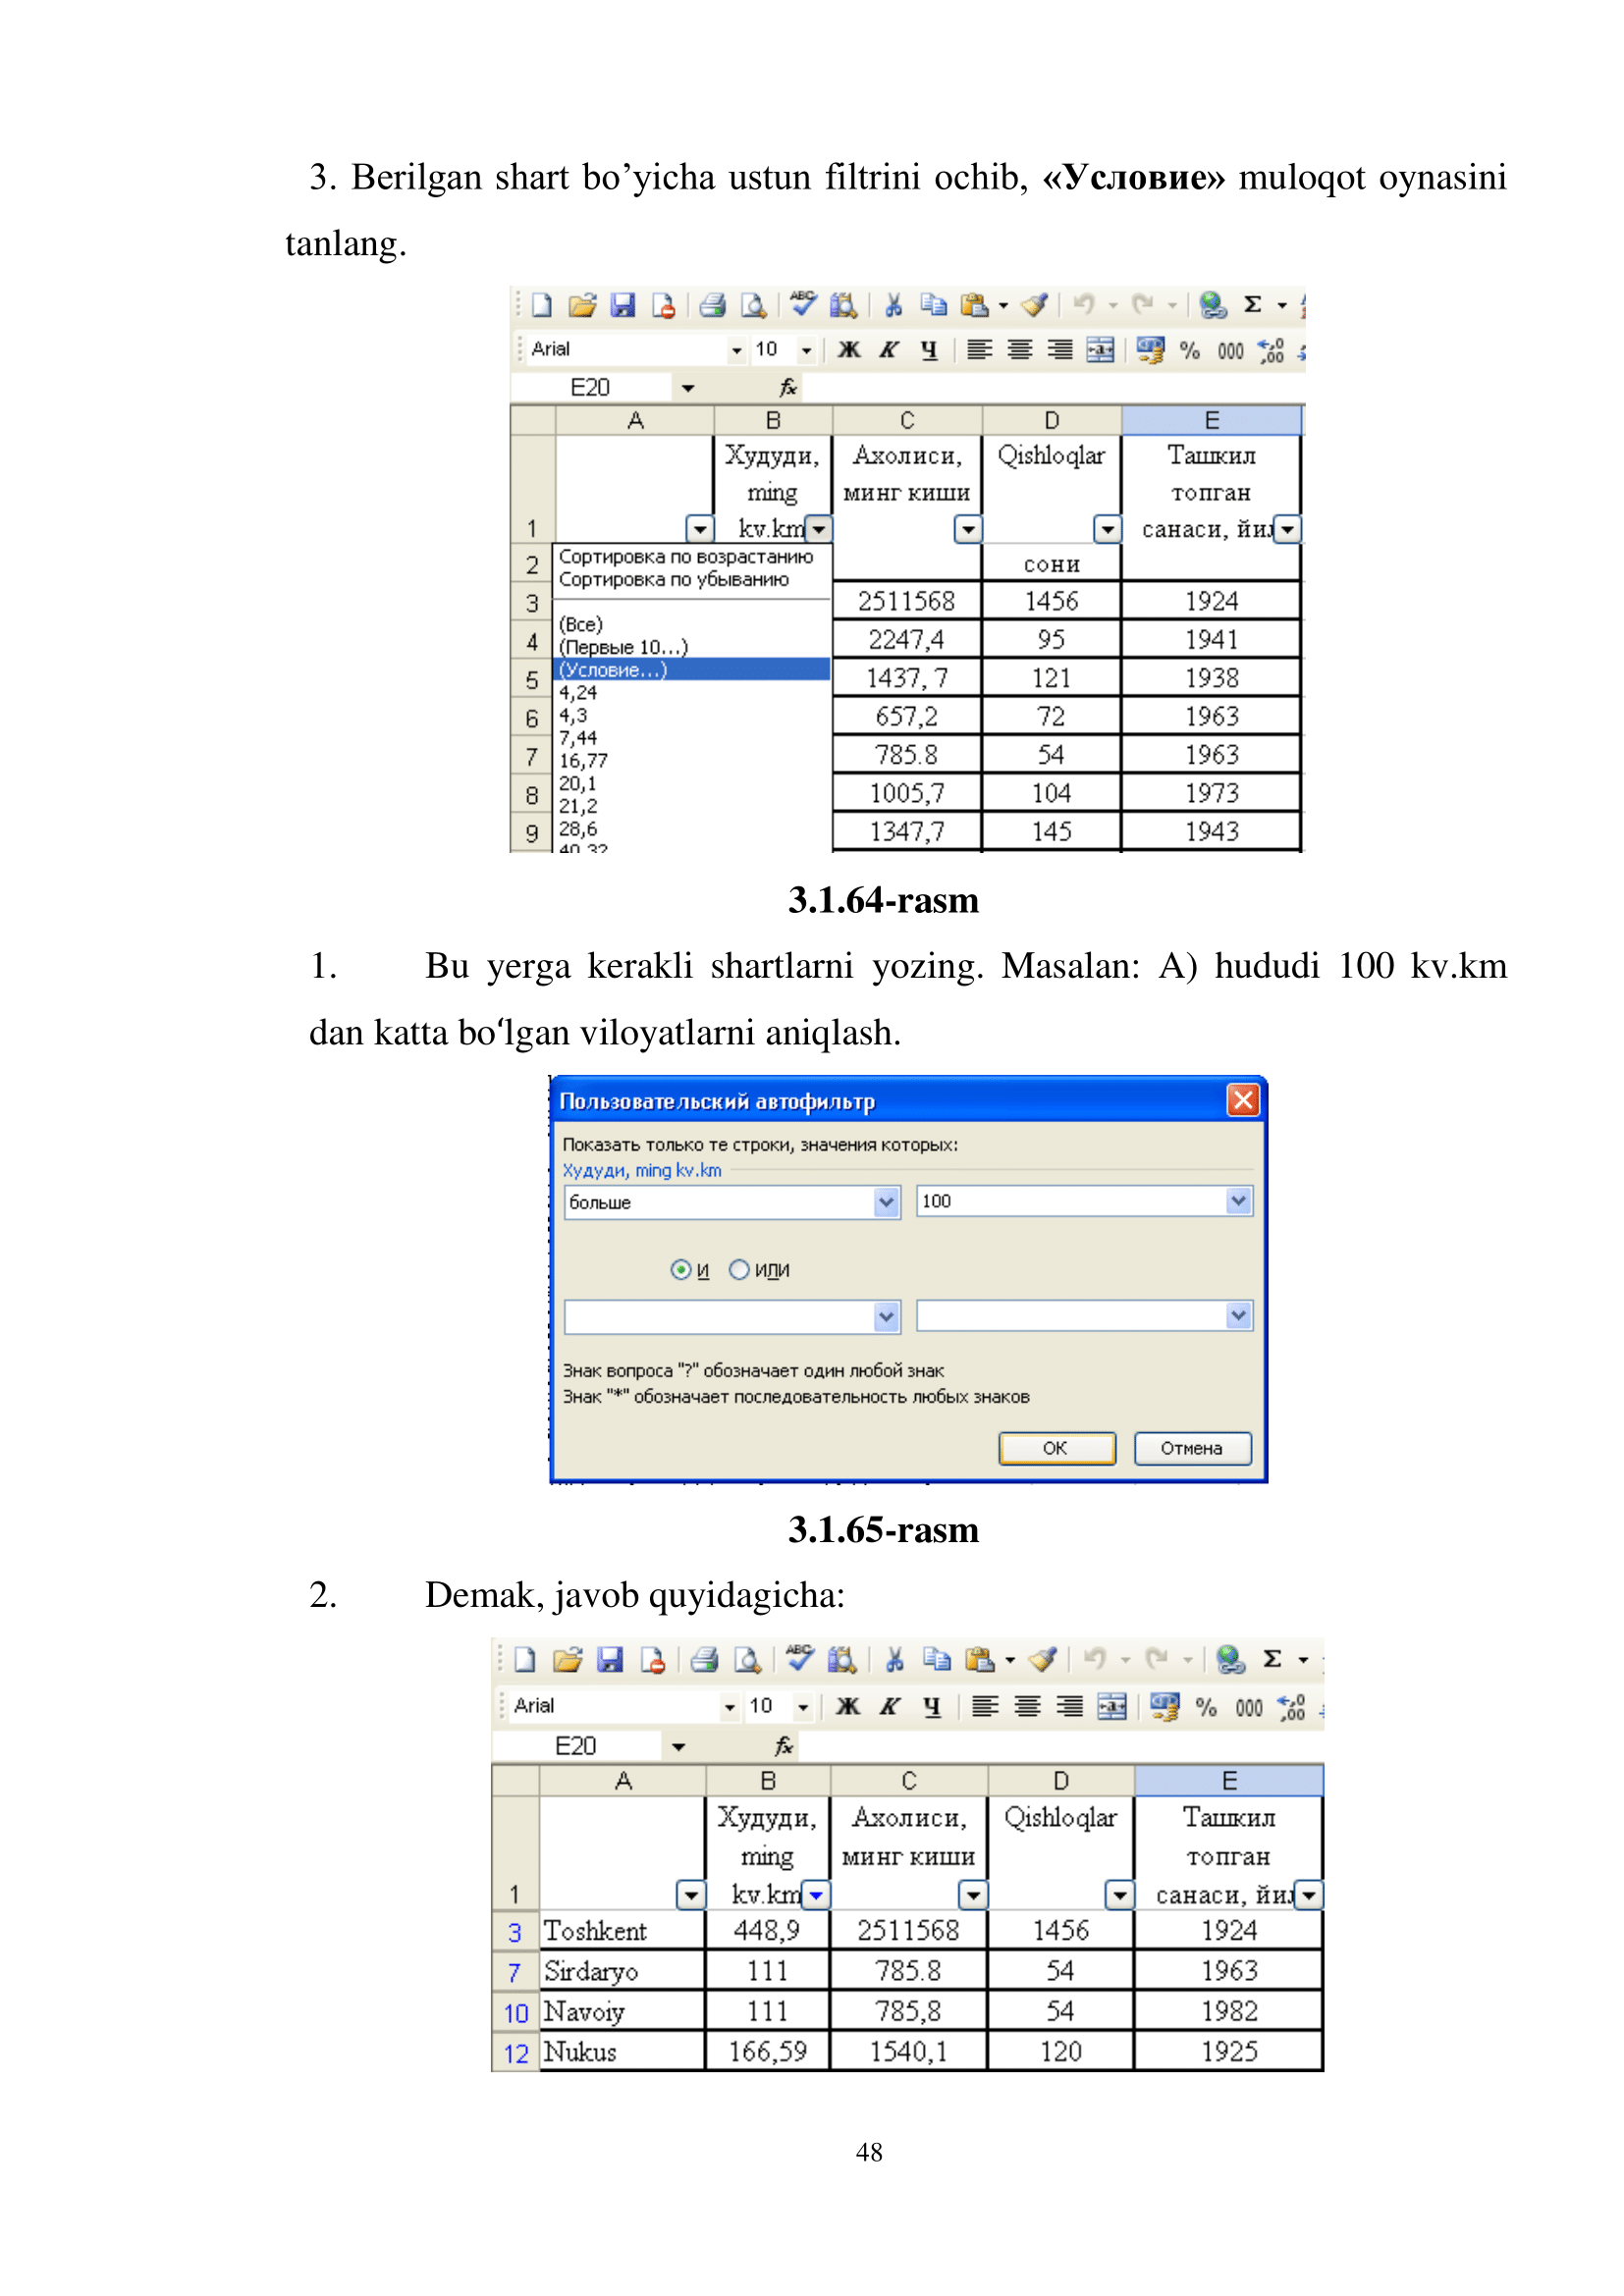 3. Berilgan shart bo’yicha ustun filtrini ochib, «Условие» muloqot oynasini
tanlang.
Arial 10 Ж К Ч % 000
E20 fx
A B C D E
Худуди, Ахолиси, Qishloqlar Ташкил
ming минг киши топган
1 kv.km санаси, йил
2 Сортировка по возрастанию сони
Сортировка по убыванию
3 2511568 1456 1924
(Все)
4 (Первые 10...) 2247,4 95 1941
5 (Условие...) 1437, 7 121 1938
4,24
6 4,3 657,2 72 1963
7,44
7 16,77 785.8 54 1963
8 20,1 1005,7 104 1973
21,2
9 28,6 1347,7 145 1943
40,32
3.1.64-rasm
1. Bu yerga kerakli shartlarni yozing. Masalan: A) hududi 100 kv.km
dan katta bo‘lgan viloyatlarni aniqlash.
Пользовательский автофильтр
Показать только те строки, значения которых:
Худуди, ming kv.km
больше 100
И ИЛИ
Знак вопроса "?" обозначает один любой знак
Знак "*" обозначает последовательность любых знаков
ОК Отмена
3.1.65-rasm
2. Demak, javob quyidagicha:
Arial 10 Ж К Ч % 000
E20 fx
A B C D E
Худуди, Ахолиси, Qishloqlar Ташкил
ming минг киши топган
1 kv.km санаси, йил
3 Toshkent 448,9 2511568 1456 1924
7 Sirdaryo 111 785.8 54 1963
10 Navoiy 111 785,8 54 1982
12 Nukus 166,59 1540,1 120 1925
48